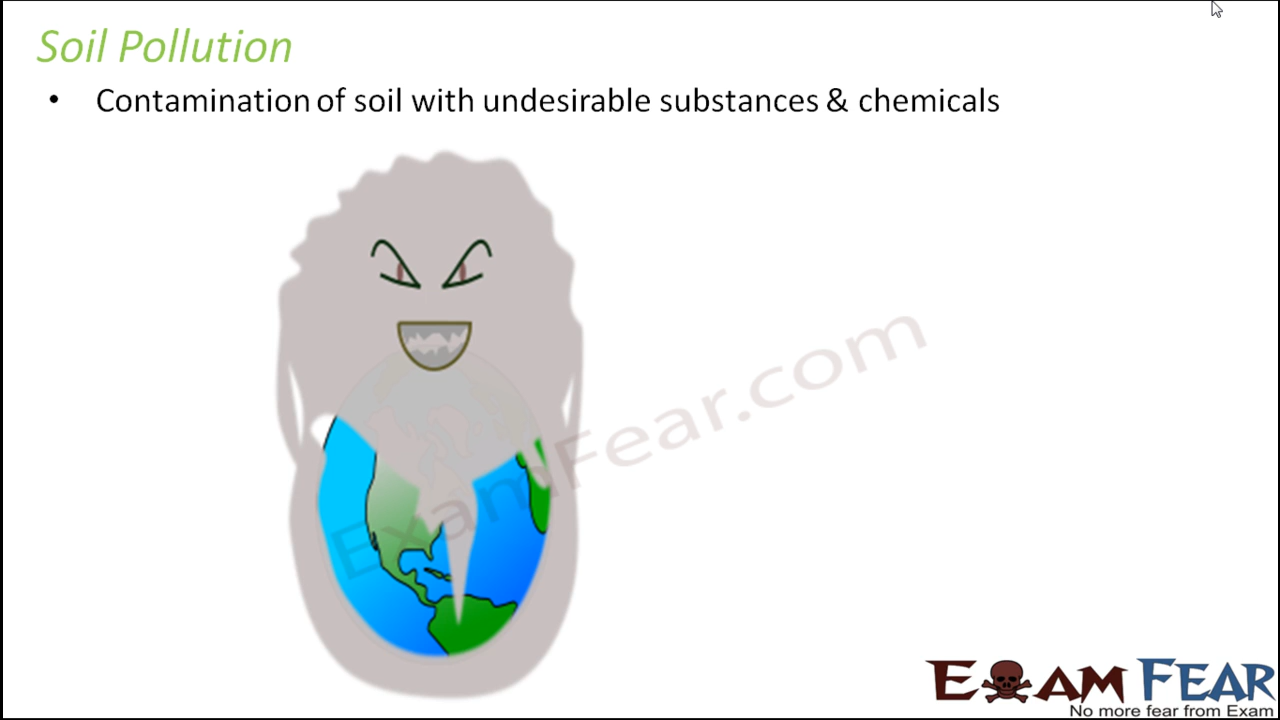 Soil Pollution
• Contamination of soil with undesirable substances & chemicals
ExamFear.com
EXAM FEAR
No more fear from Exam